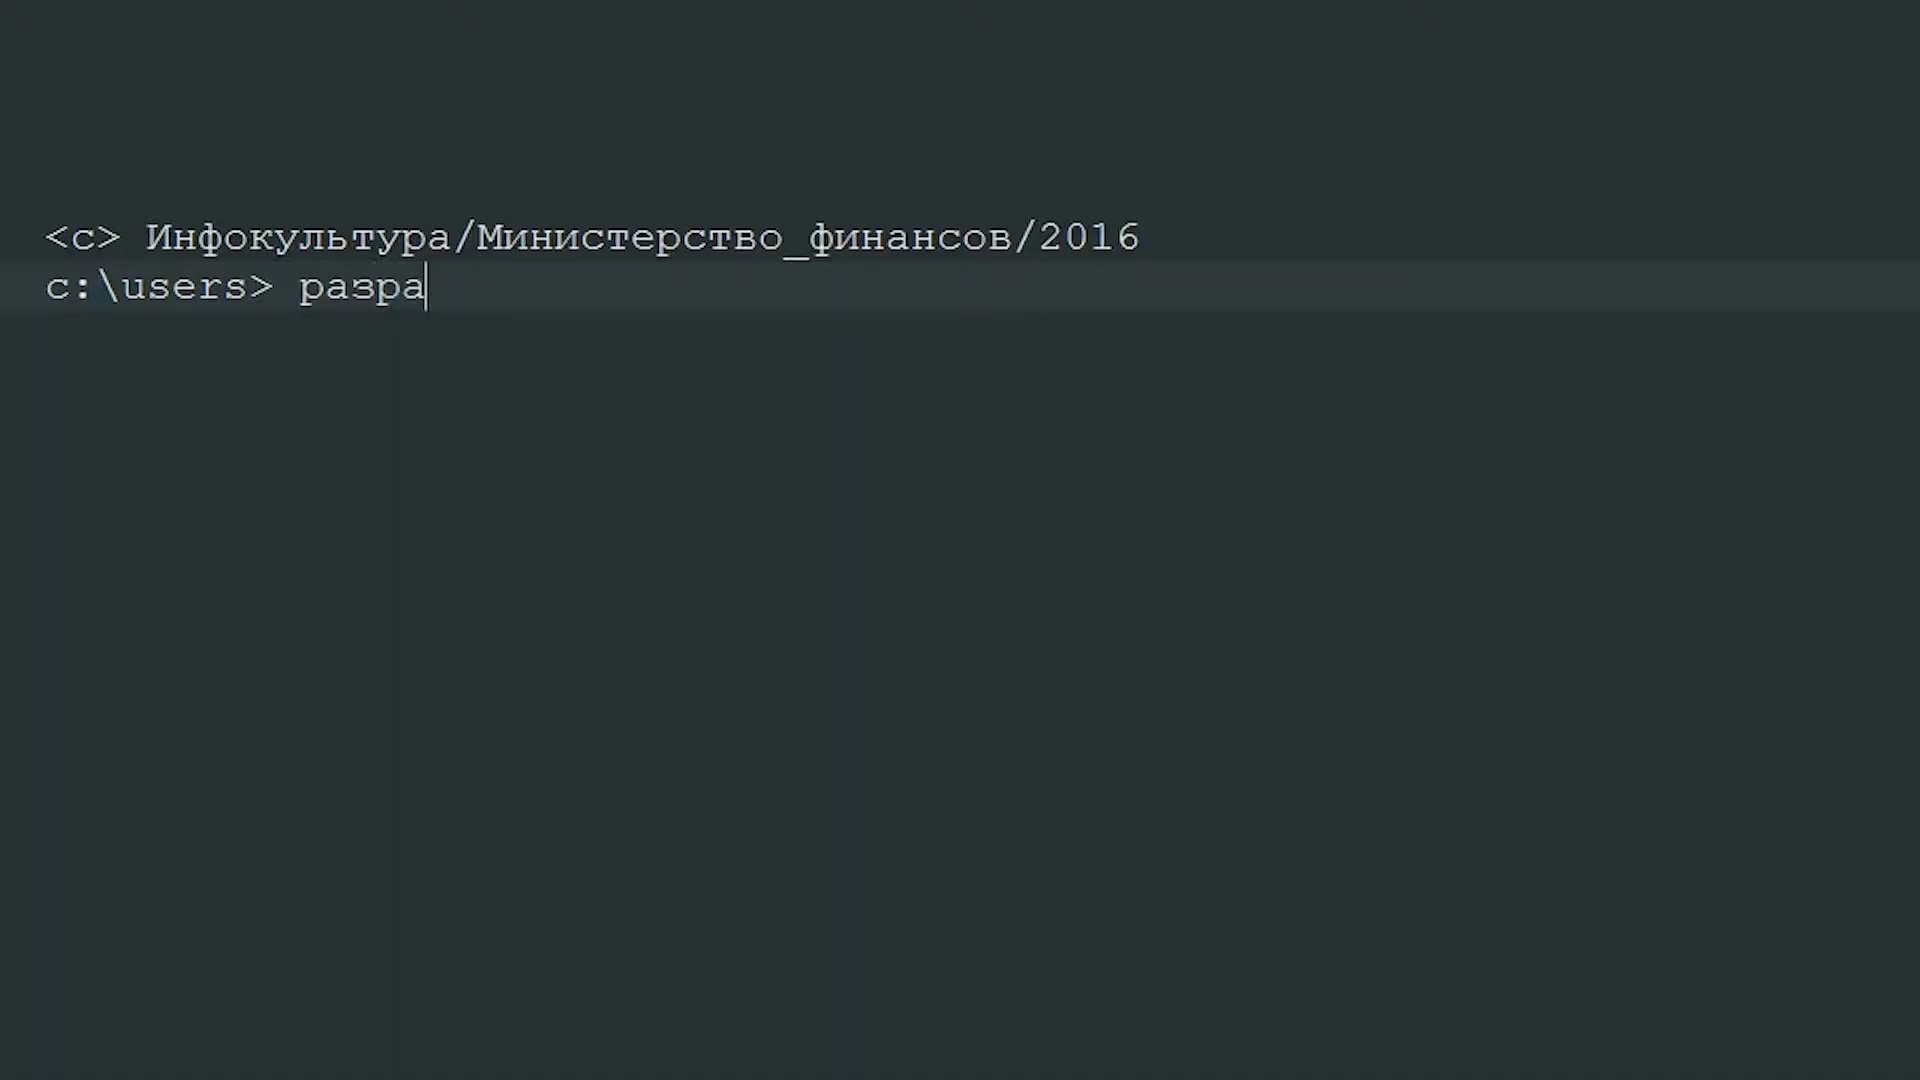 <c> Инфокультура/Министерство_финансов/2016
c:\users> разра